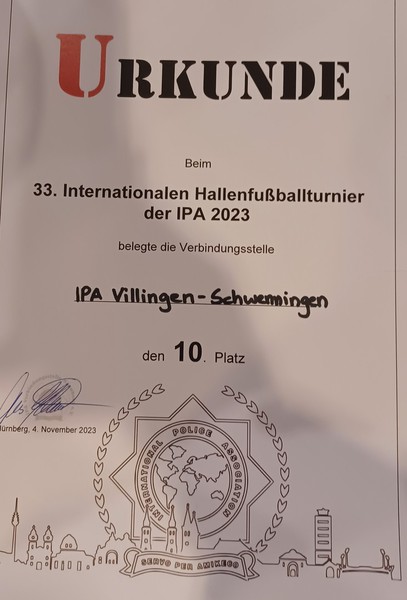 URKUNDE
Beim
33. Internationalen Hallenfußballturnier
der IPA 2023
belegte die Verbindungsstelle
IPA Villingen-Schwenningen
den 10. Platz
Nürnberg, 4. November 2023
INTERNATIONAL POLICE ASSOCIATION
SERVO PER AMIKECO